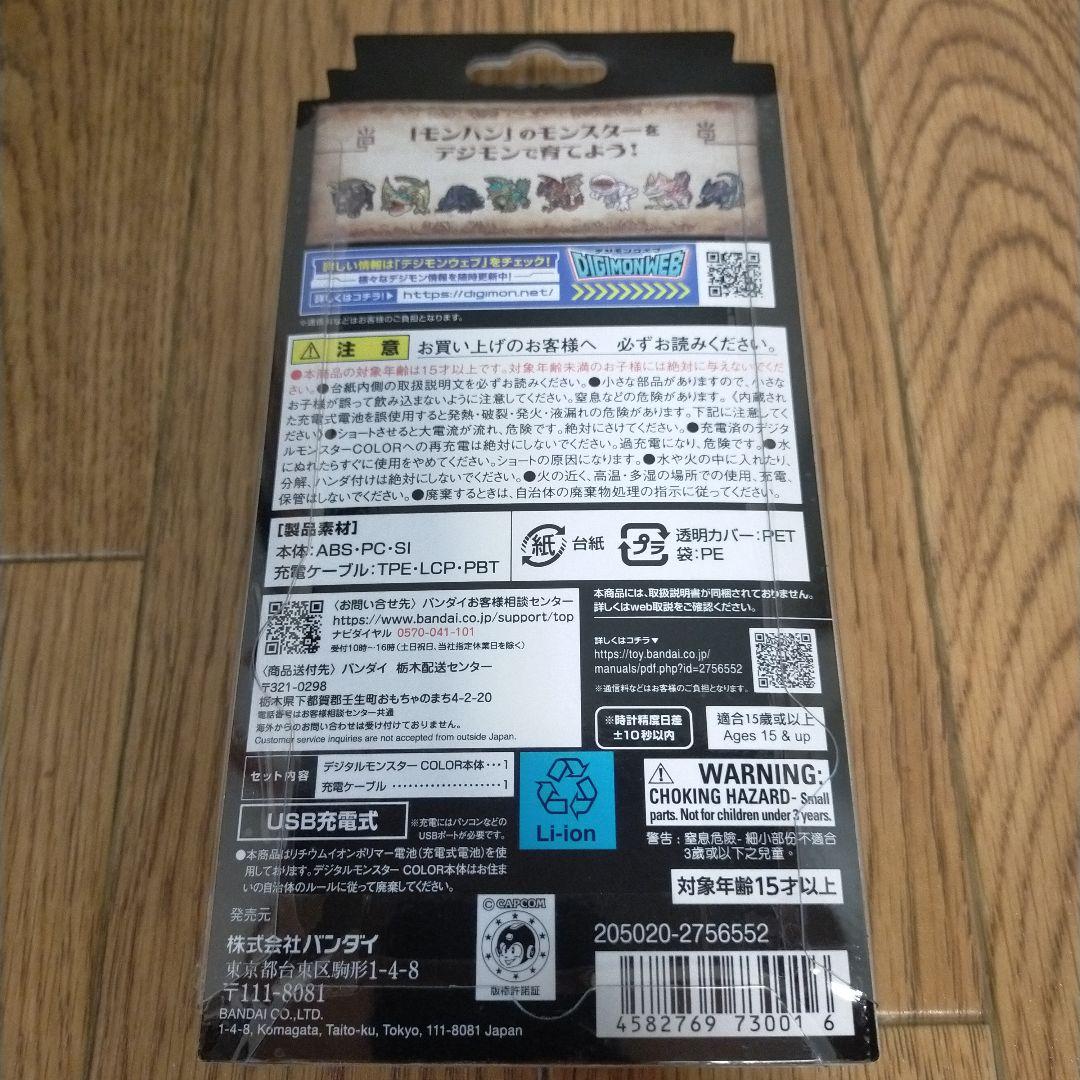 「モンハン」のモンスターを
デジモンで育てよう!
詳しい情報は「デジモンウェブ」をチェック!
様々なデジモン情報を随時更新中!
詳しくはコチラ! https://digimon.net/
デジモンウェブ
DIGIMONWEB
※通信料などはお客様のご負担となります。
注意 お買い上げのお客様へ 必ずお読みください。
●本商品の対象年齢は15才以上です。対象年齢未満のお子様には絶対に与えないでくだ
さい。●台紙内側の取扱説明文を必ずお読みください。●小さな部品がありますので、小さな
お子様が誤って飲み込まないように注意してください。窒息などの危険があります。〈内蔵され
た充電式電池を誤使用すると発熱・破裂・発火・液漏れの危険があります。下記に注意してく
ださい〉●ショートさせると大電流が流れ、危険です。絶対にさけてください。●充電済のデジタ
ルモンスターCOLORへの再充電は絶対にしないでください。過充電になり、危険です。●水
にぬれたらすぐに使用をやめてください。ショートの原因になります。●水や火の中に入れたり、
分解、ハンダ付けは絶対にしないでください。●火の近く、高温・多湿の場所での使用、充電、
保管はしないでください。●廃棄するときは、自治体の廃棄物処理の指示に従ってください。
[製品素材]
本体:ABS・PC・SI
充電ケーブル:TPE・LCP・PBT
紙 台紙
プラ 透明カバー:PET
袋:PE
〈お問い合せ先〉バンダイお客様相談センター
https://www.bandai.co.jp/support/top
ナビダイヤル 0570-041-101
受付10時〜16時(土日祝日、当社指定休業日を除く)
〈商品送付先〉バンダイ 栃木配送センター
〒321-0298
栃木県下都賀郡壬生町おもちゃのまち4-2-20
電話番号はお客様相談センター共通
海外からのお問い合わせは受け付けておりません。
Customer service inquiries are not accepted from outside Japan.
本商品には、取扱説明書が同梱されておりません。
詳しくはweb取説をご確認ください。
詳しくはコチラ▼
https://toy.bandai.co.jp/
manuals/pdf.php?id=2756552
※通信料などはお客様のご負担となります。
※時計精度日差
±10秒以内
適合15歲或以上
Ages 15 & up
セット内容
デジタルモンスター COLOR本体・・・1
充電ケーブル・・・・・・・・・・・・・・・・・・・・1
USB充電式
※充電にはパソコンなどの
USBポートが必要です。
Li-ion
WARNING:
CHOKING HAZARD- Small
parts. Not for children under 3 years.
警告:窒息危險-細小部份不適合
3歲或以下之兒童。
●本商品はリチウムイオンポリマー電池(充電式電池)を使
用しております。デジタルモンスター COLOR本体はお住ま
いの自治体のルールに従って廃棄してください。
対象年齢15才以上
発売元
株式会社バンダイ
東京都台東区駒形1-4-8
〒111-8081
BANDAI CO.,LTD.
1-4-8, Komagata, Taito-ku, Tokyo, 111-8081 Japan
© CAPCOM
版権許諾証
205020-2756552
4582769 73001 6